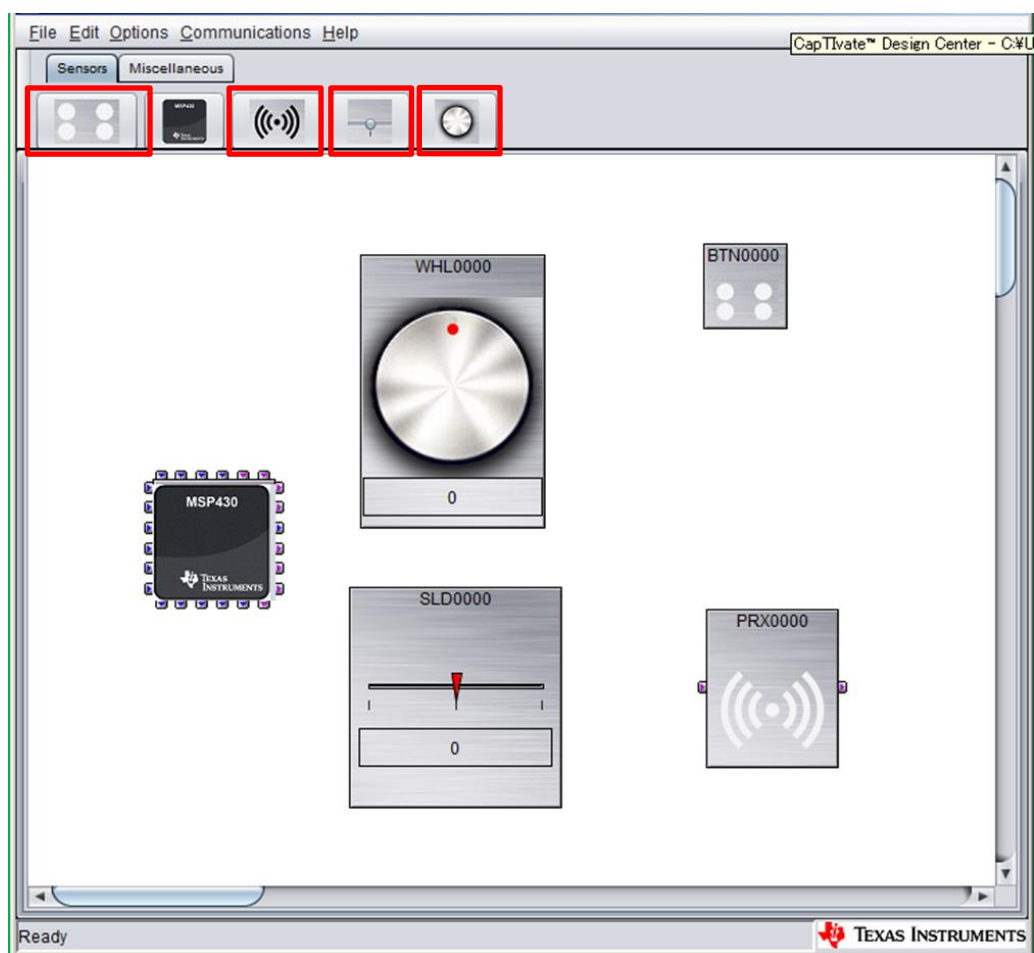 File Edit Options Communications Help
CapTIvate™ Design Center - C:¥U
Sensors Miscellaneous
MSP430
WHL0000
BTN0000
0
MSP430
TEXAS
INSTRUMENTS
SLD0000
PRX0000
0
Ready
TEXAS INSTRUMENTS